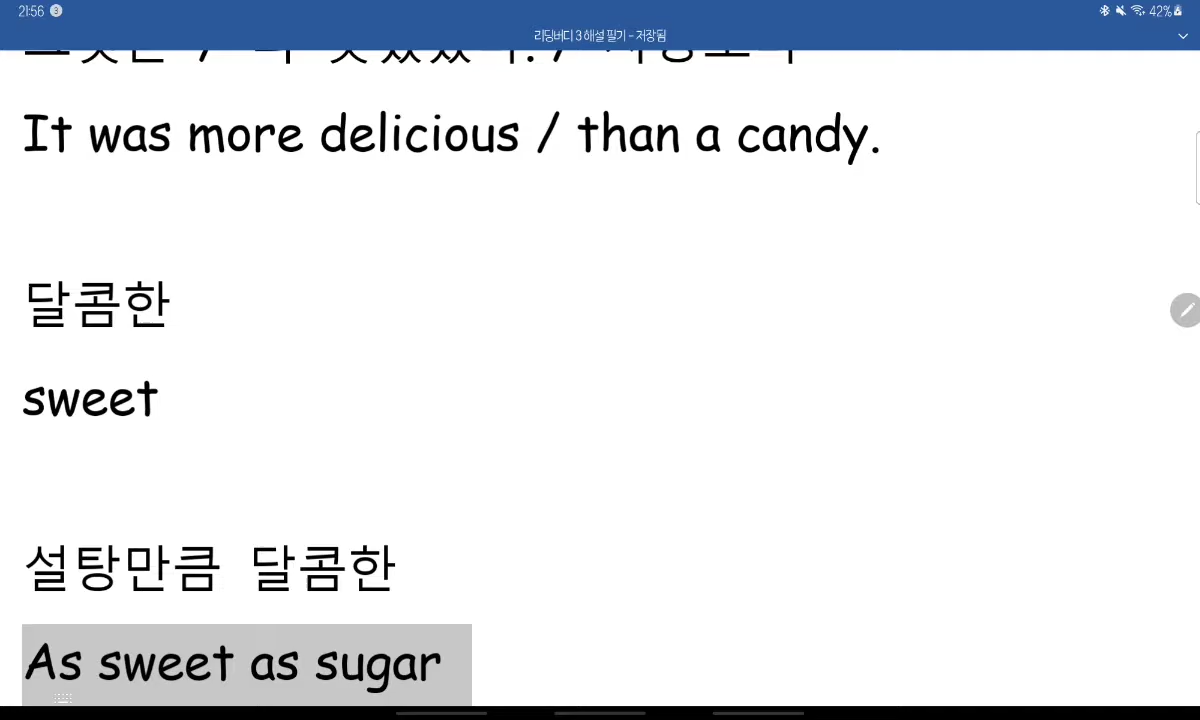 21:56 3 42%
리딩버디 3 해설 필기 - 저장됨
It was more delicious / than a candy.
달콤한
sweet
설탕만큼 달콤한
As sweet as sugar